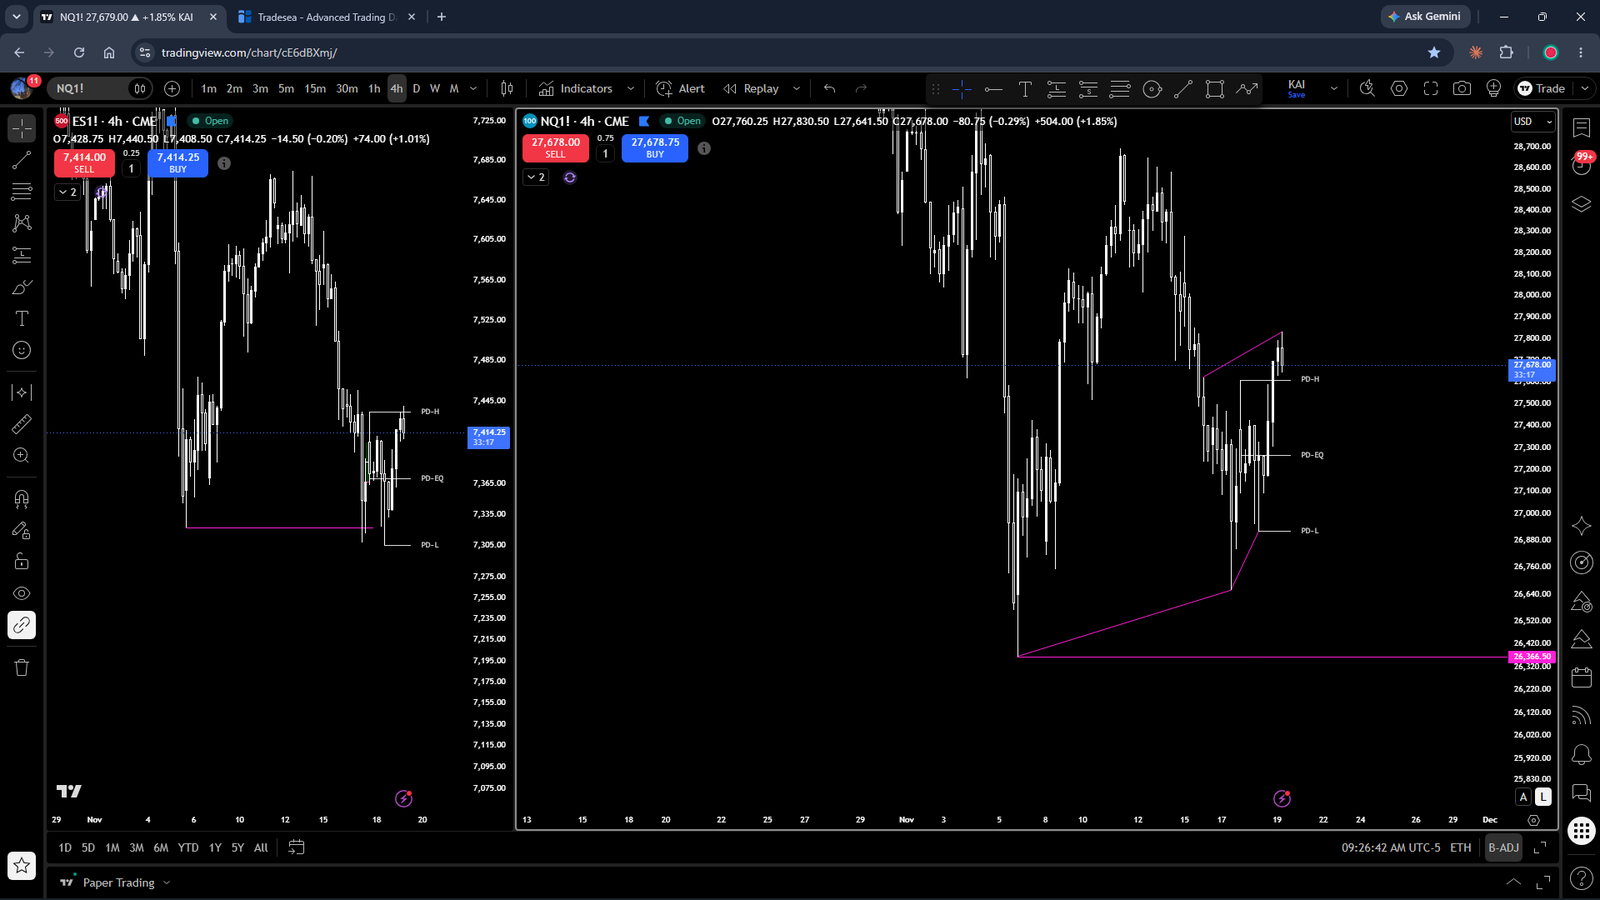 NQ1! 27,679.00 ▲ +1.85% KAI
Tradesea - Advanced Trading D
Ask Gemini
tradingview.com/chart/cE6dBXmj/
11
NQ1!
1m 2m 3m 5m 15m 30m 1h 4h D W M
Indicators
Alert
Replay
KAI
Save
Trade
500 ES1! · 4h · CME Open
O7,428.75 H7,440.50 L7,408.50 C7,414.25 −14.50 (−0.20%) +74.00 (+1.01%)
7,414.00
SELL
0.25
1
7,414.25
BUY
2
PD-H
PD-EQ
PD-L
7,725.00
7,685.00
7,645.00
7,605.00
7,565.00
7,525.00
7,485.00
7,445.00
7,414.25
33:17
7,365.00
7,335.00
7,305.00
7,275.00
7,255.00
7,235.00
7,215.00
7,195.00
7,175.00
7,155.00
7,135.00
7,115.00
7,095.00
7,075.00
29 Nov 4 6 10 12 15 18 20
100 NQ1! · 4h · CME Open O27,760.25 H27,830.50 L27,641.50 C27,678.00 −80.75 (−0.29%) +504.00 (+1.85%)
27,678.00
SELL
0.75
1
27,678.75
BUY
2
PD-H
PD-EQ
PD-L
USD
28,700.00
28,600.00
28,500.00
28,400.00
28,300.00
28,200.00
28,100.00
28,000.00
27,900.00
27,800.00
27,678.00
33:17
27,500.00
27,400.00
27,300.00
27,200.00
27,100.00
27,000.00
26,880.00
26,760.00
26,640.00
26,520.00
26,420.00
26,366.50
26,320.00
26,220.00
26,120.00
26,020.00
25,920.00
25,830.00
A L
13 15 18 20 22 25 27 29 Nov 3 5 8 10 12 15 17 19 22 24 26 29 Dec
99+
1D 5D 1M 3M 6M YTD 1Y 5Y All
09:26:42 AM UTC-5 ETH B-ADJ
Paper Trading